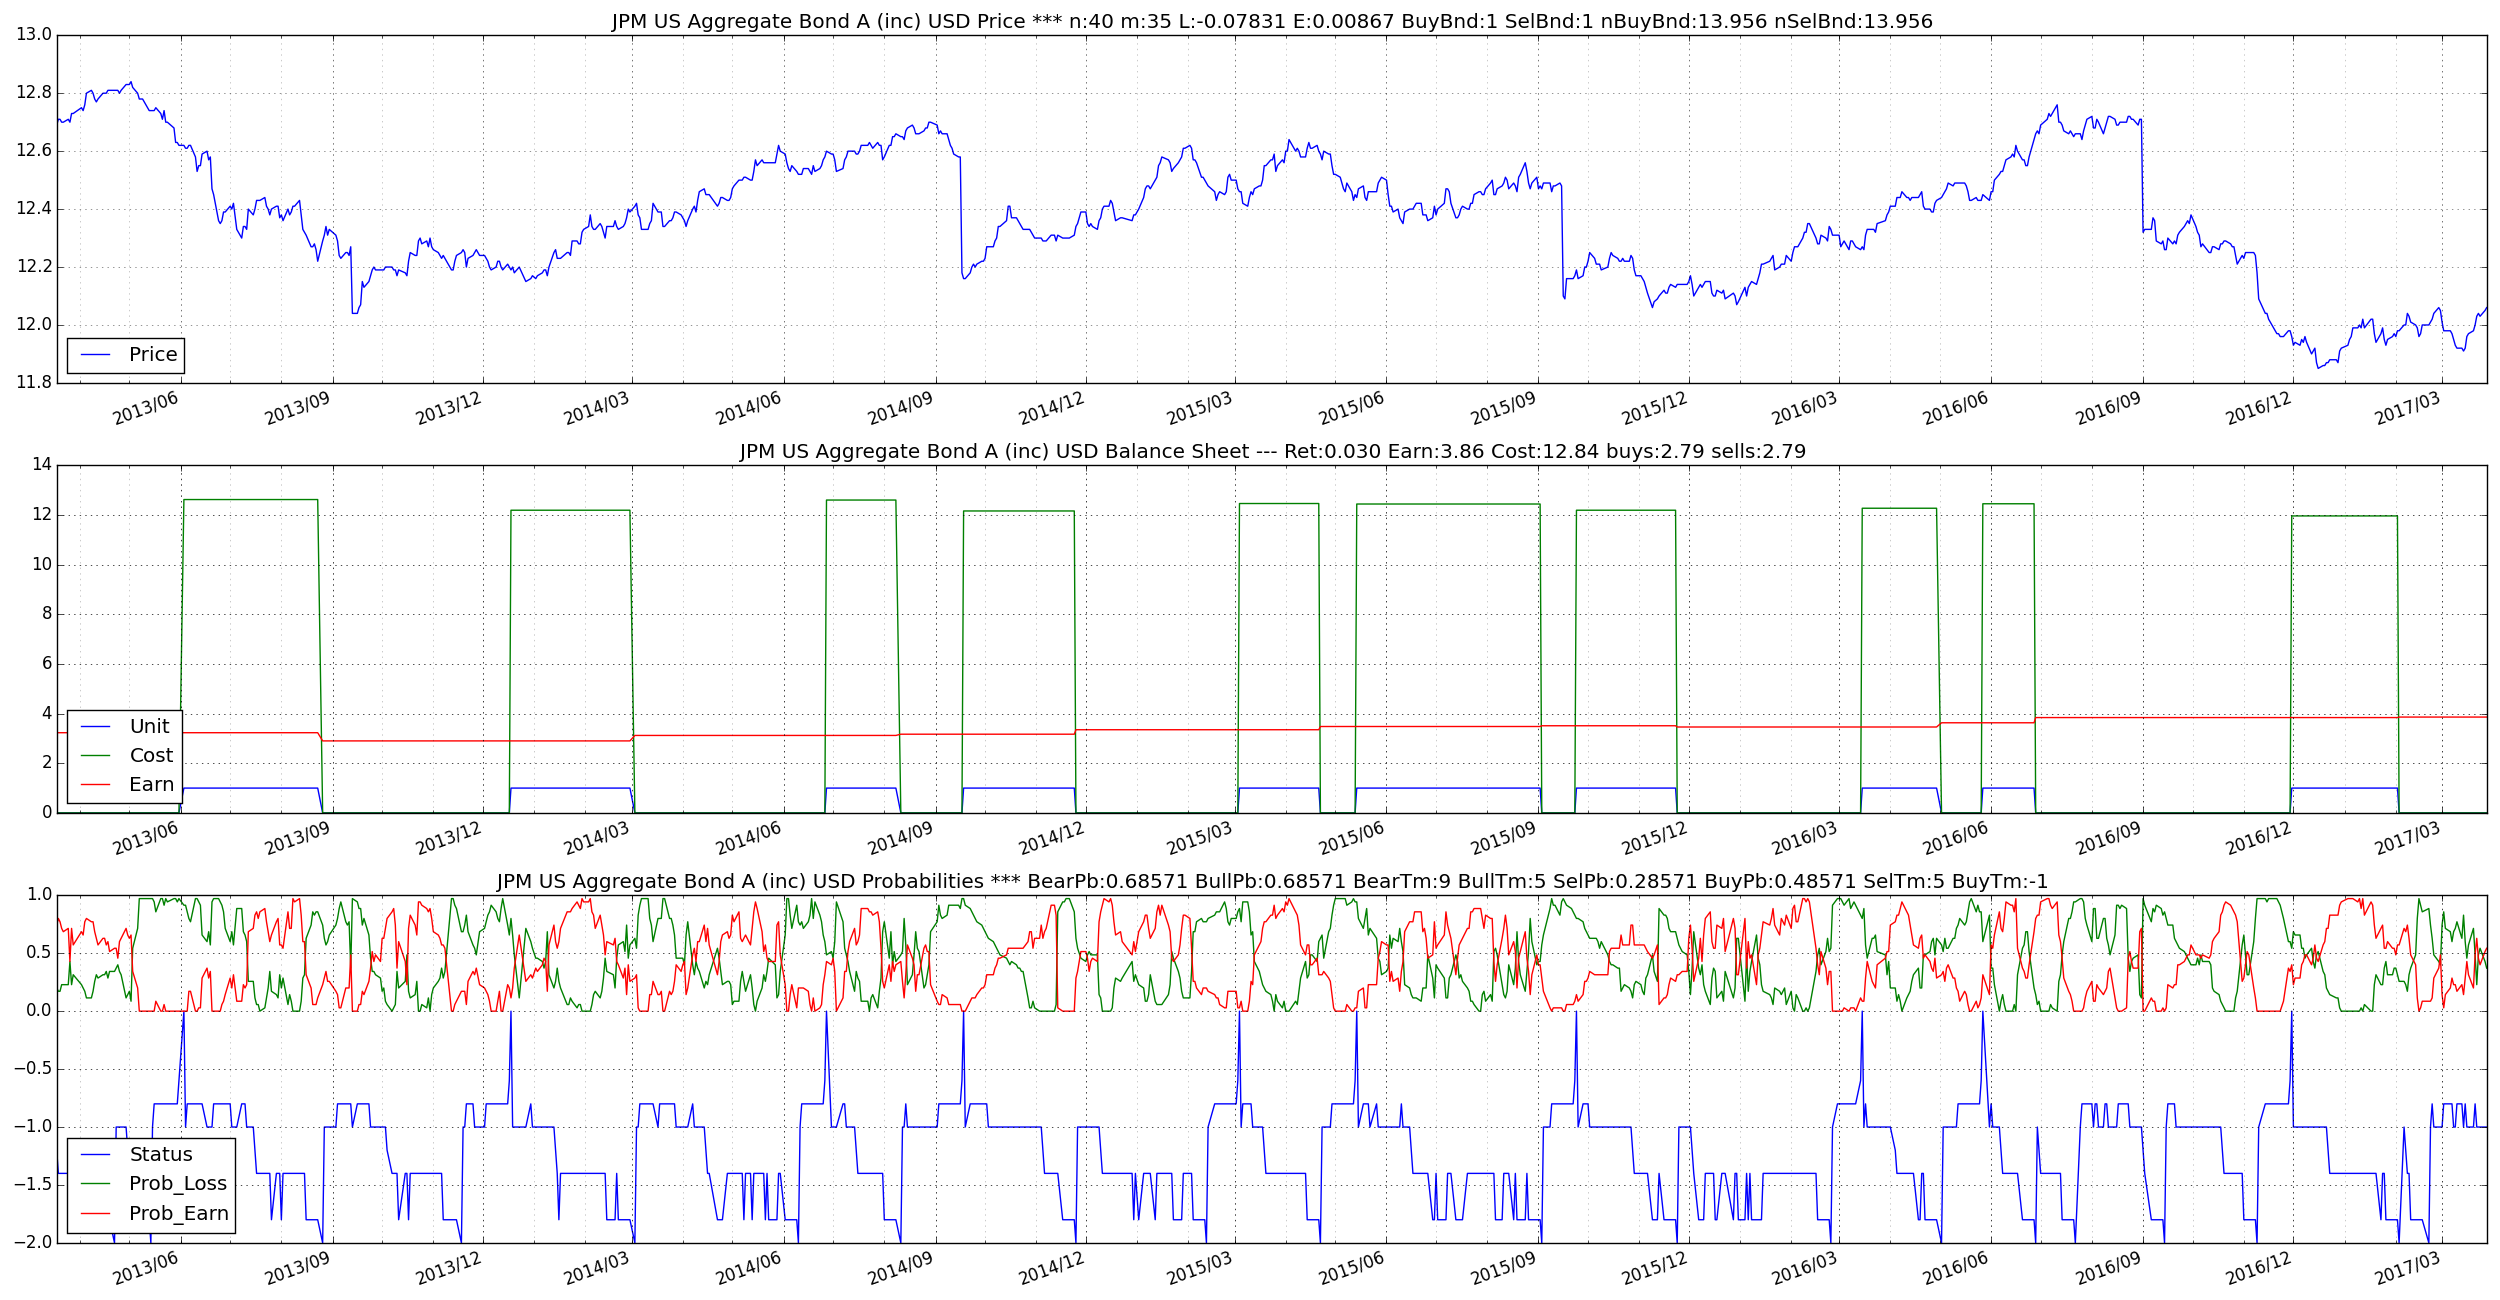 JPM US Aggregate Bond A (inc) USD Price *** n:40 m:35 L:-0.07831 E:0.00867 BuyBnd:1 SelBnd:1 nBuyBnd:13.956 nSelBnd:13.956
13.0
12.8
12.6
12.4
12.2
12.0
11.8
Price
2013/06 2013/09 2013/12 2014/03 2014/06 2014/09 2014/12 2015/03 2015/06 2015/09 2015/12 2016/03 2016/06 2016/09 2016/12 2017/03
JPM US Aggregate Bond A (inc) USD Balance Sheet --- Ret:0.030 Earn:3.86 Cost:12.84 buys:2.79 sells:2.79
14
12
10
8
6
4
2
0
Unit
Cost
Earn
2013/06 2013/09 2013/12 2014/03 2014/06 2014/09 2014/12 2015/03 2015/06 2015/09 2015/12 2016/03 2016/06 2016/09 2016/12 2017/03
JPM US Aggregate Bond A (inc) USD Probabilities *** BearPb:0.68571 BullPb:0.68571 BearTm:9 BullTm:5 SelPb:0.28571 BuyPb:0.48571 SelTm:5 BuyTm:-1
1.0
0.5
0.0
−0.5
−1.0
−1.5
−2.0
Status
Prob_Loss
Prob_Earn
2013/06 2013/09 2013/12 2014/03 2014/06 2014/09 2014/12 2015/03 2015/06 2015/09 2015/12 2016/03 2016/06 2016/09 2016/12 2017/03